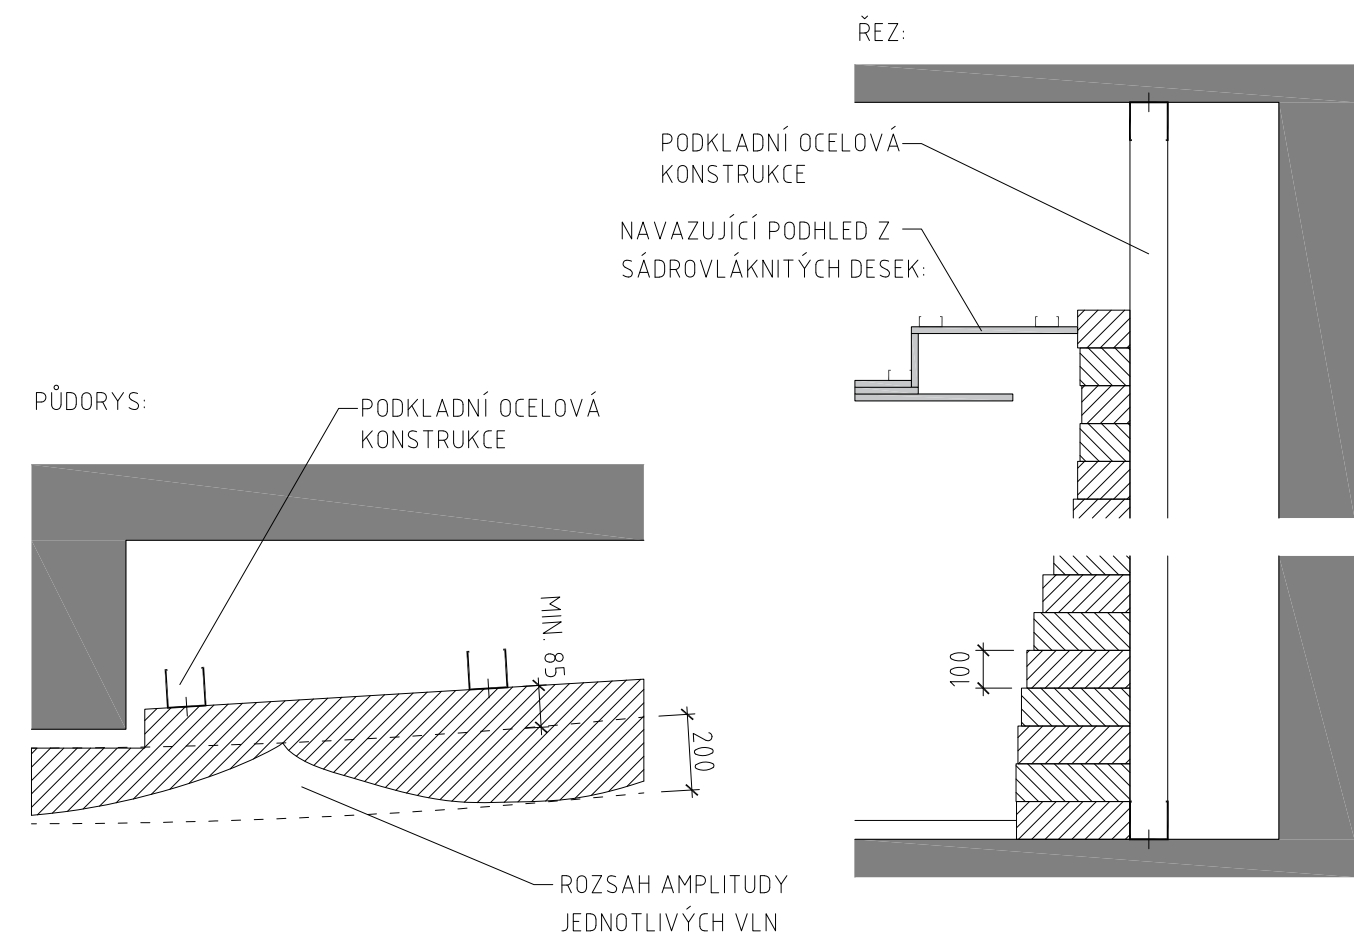 ŘEZ:
PODKLADNÍ OCELOVÁ
KONSTRUKCE
NAVAZUJÍCÍ PODHLED Z
SÁDROVLÁKNITÝCH DESEK:
PŮDORYS:
PODKLADNÍ OCELOVÁ
KONSTRUKCE
MIN. 85
200
100
ROZSAH AMPLITUDY
JEDNOTLIVÝCH VLN